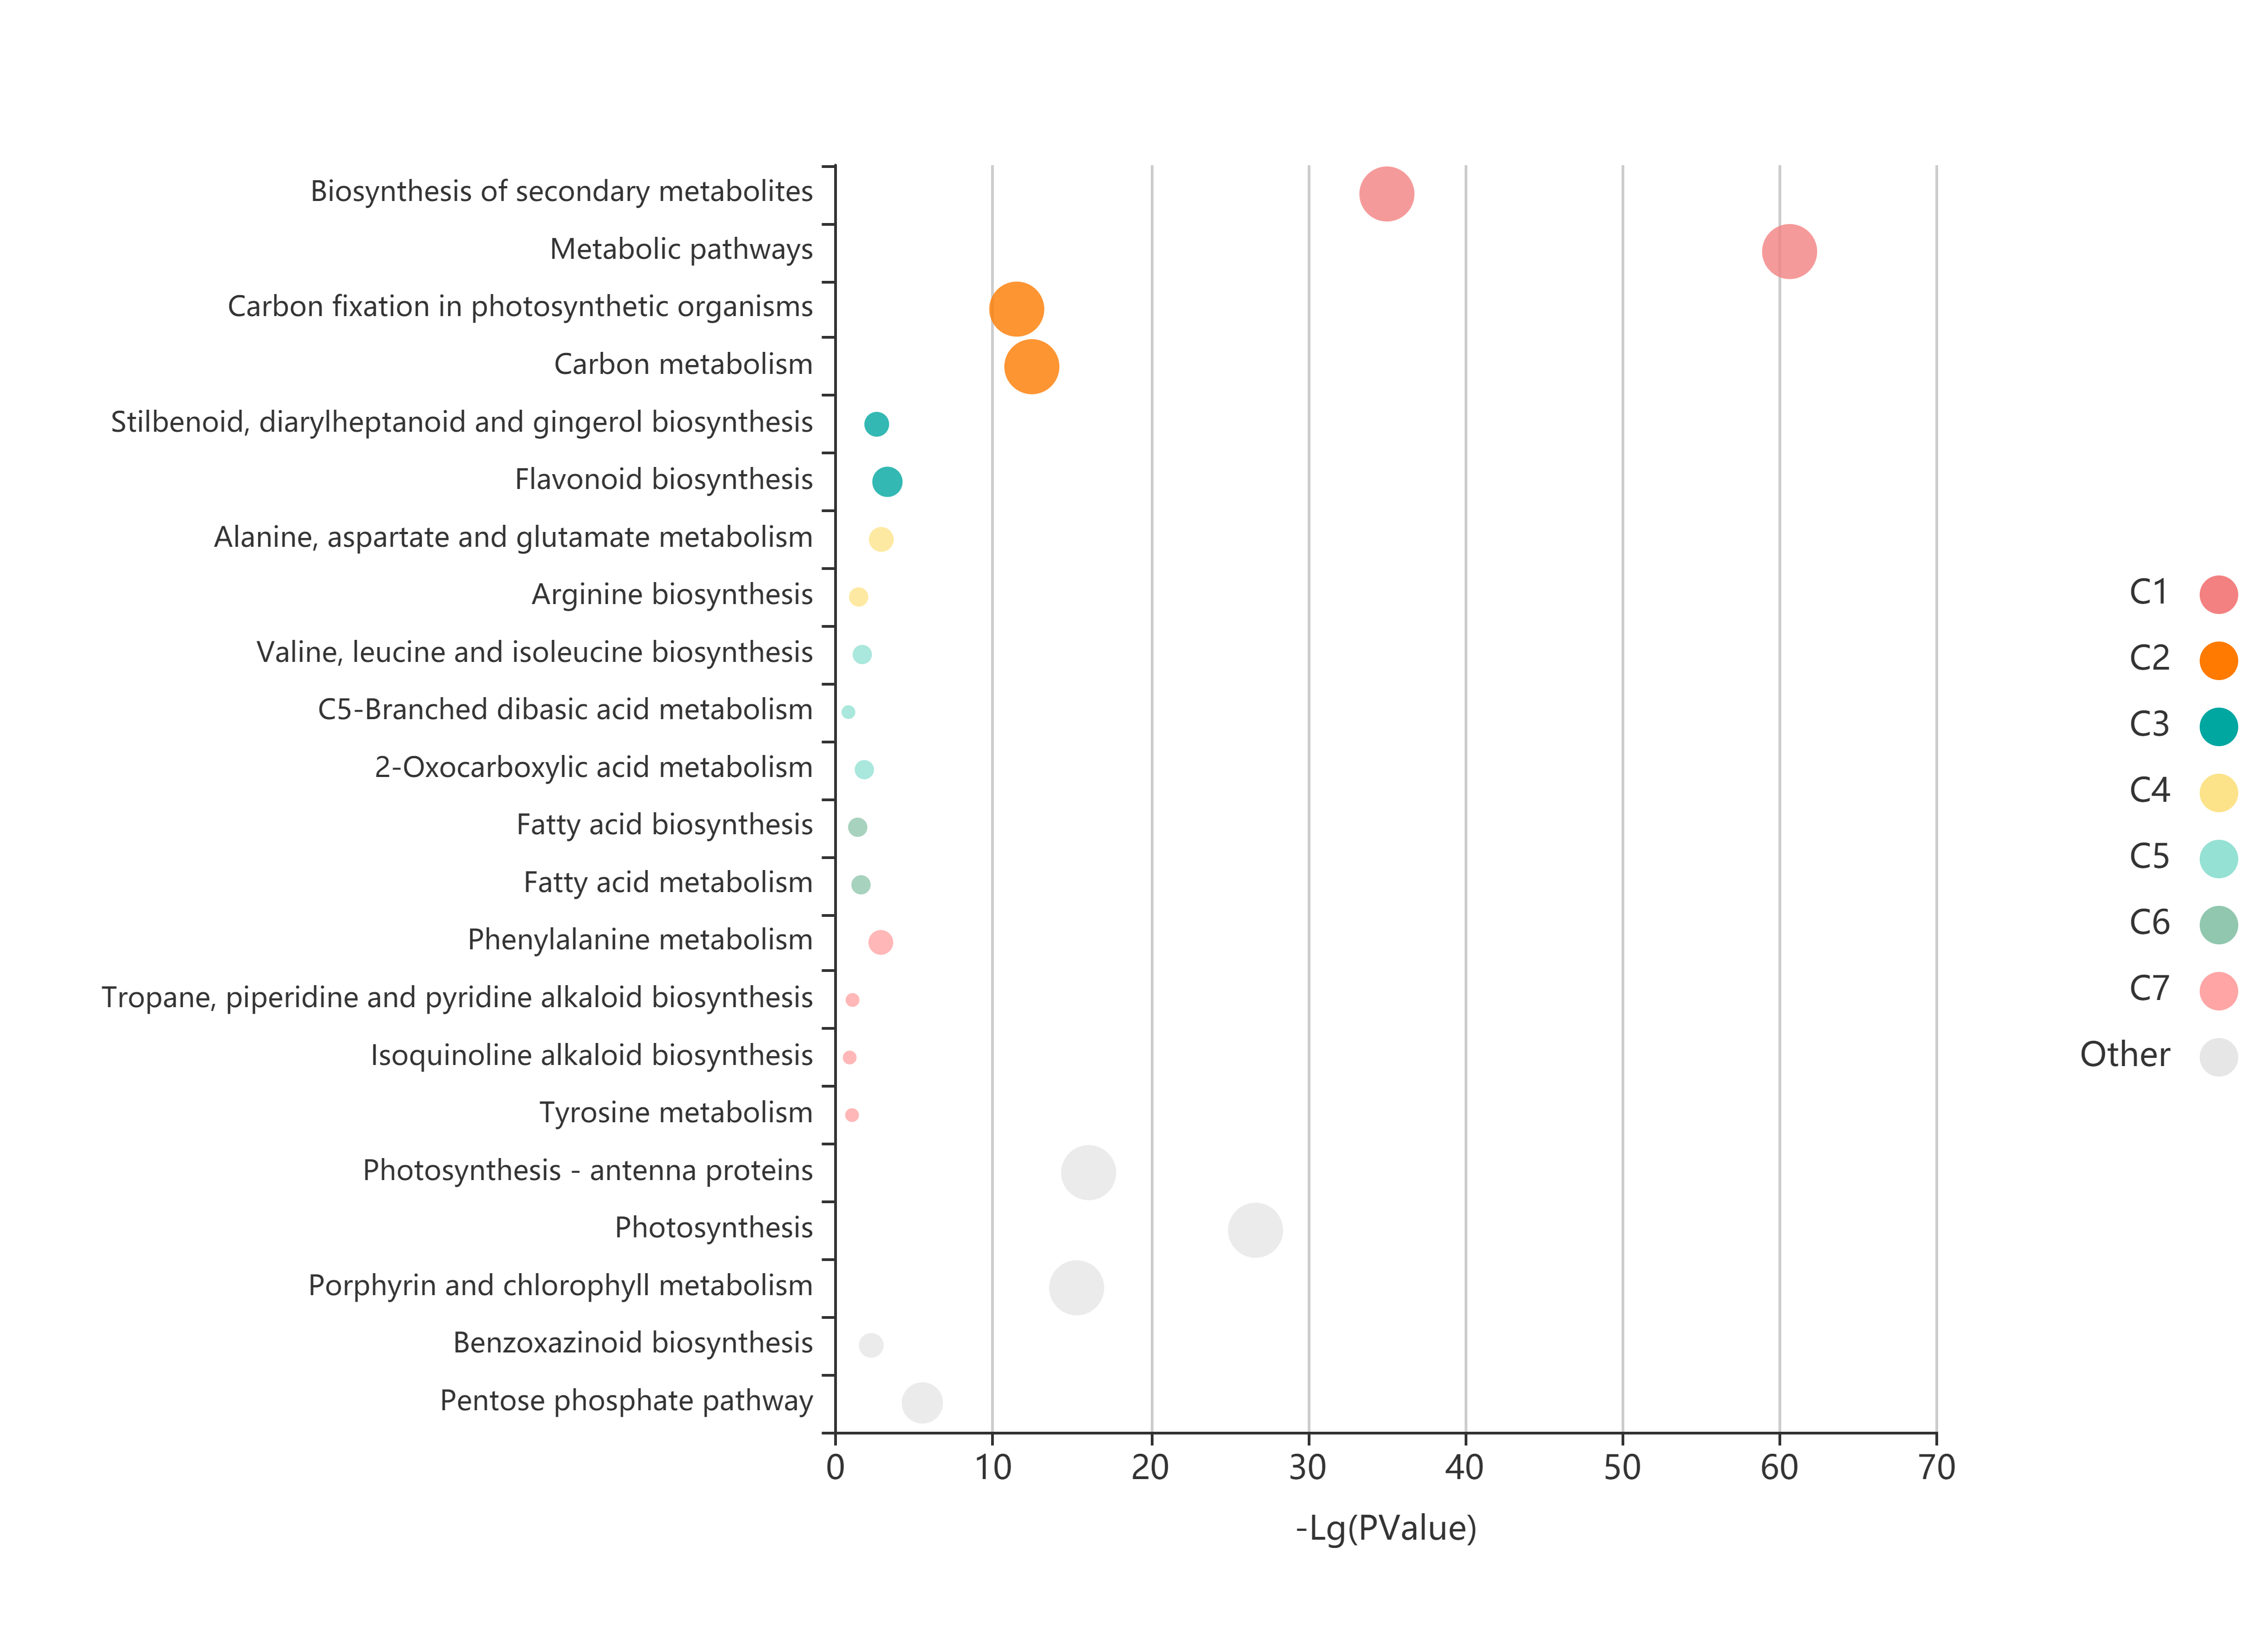 Biosynthesis of secondary metabolites
Metabolic pathways
Carbon fixation in photosynthetic organisms
Carbon metabolism
Stilbenoid, diarylheptanoid and gingerol biosynthesis
Flavonoid biosynthesis
Alanine, aspartate and glutamate metabolism
Arginine biosynthesis
Valine, leucine and isoleucine biosynthesis
C5-Branched dibasic acid metabolism
2-Oxocarboxylic acid metabolism
Fatty acid biosynthesis
Fatty acid metabolism
Phenylalanine metabolism
Tropane, piperidine and pyridine alkaloid biosynthesis
Isoquinoline alkaloid biosynthesis
Tyrosine metabolism
Photosynthesis - antenna proteins
Photosynthesis
Porphyrin and chlorophyll metabolism
Benzoxazinoid biosynthesis
Pentose phosphate pathway
0 10 20 30 40 50 60 70
-Lg(PValue)
C1
C2
C3
C4
C5
C6
C7
Other